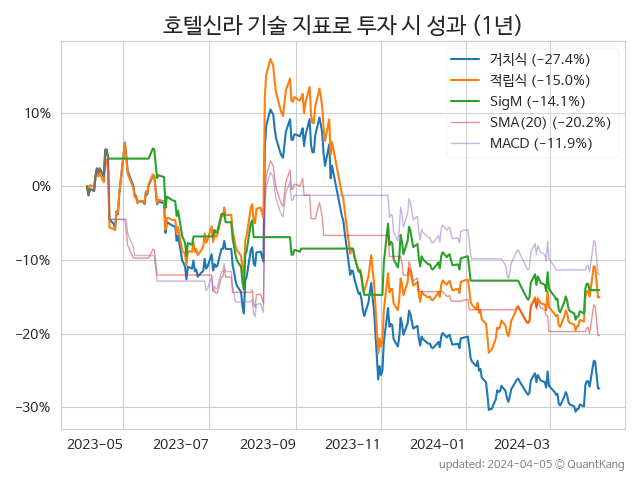 호텔신라 기술 지표로 투자 시 성과 (1년)
거치식 (−27.4%)
적립식 (−15.0%)
SigM (−14.1%)
SMA(20) (−20.2%)
MACD (−11.9%)
10%
0%
−10%
−20%
−30%
2023-05 2023-07 2023-09 2023-11 2024-01 2024-03
updated: 2024-04-05 © QuantKang